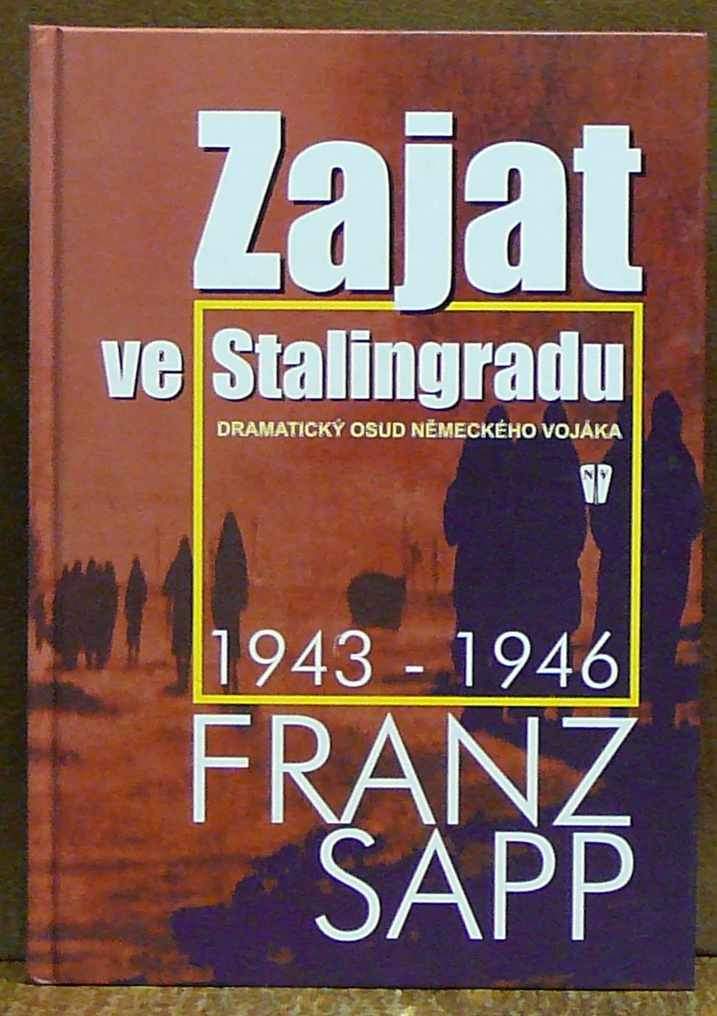 Zajat
ve Stalingradu
DRAMATICKÝ OSUD NĚMECKÉHO VOJÁKA
N V
1943 - 1946
FRANZ
SAPP